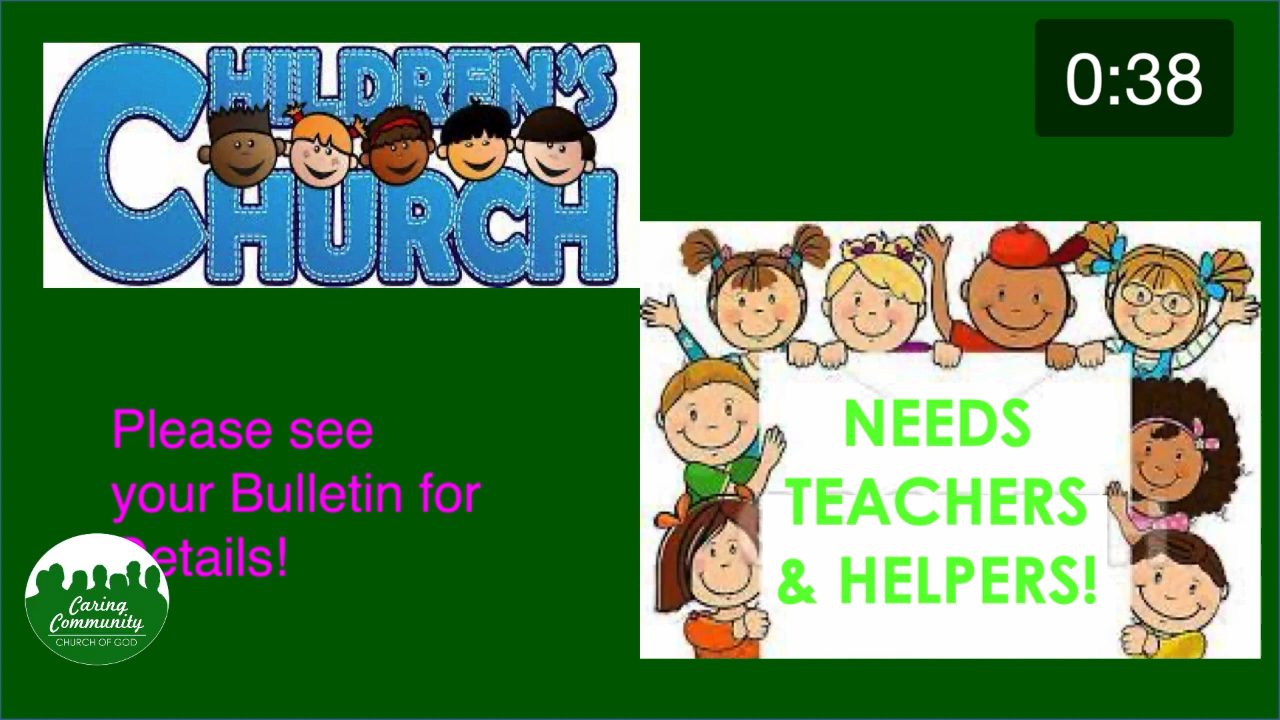 CHILDREN'S
CHURCH
0:38
NEEDS
TEACHERS
& HELPERS!
Please see
your Bulletin for
Details!
Caring
Community
CHURCH OF GOD